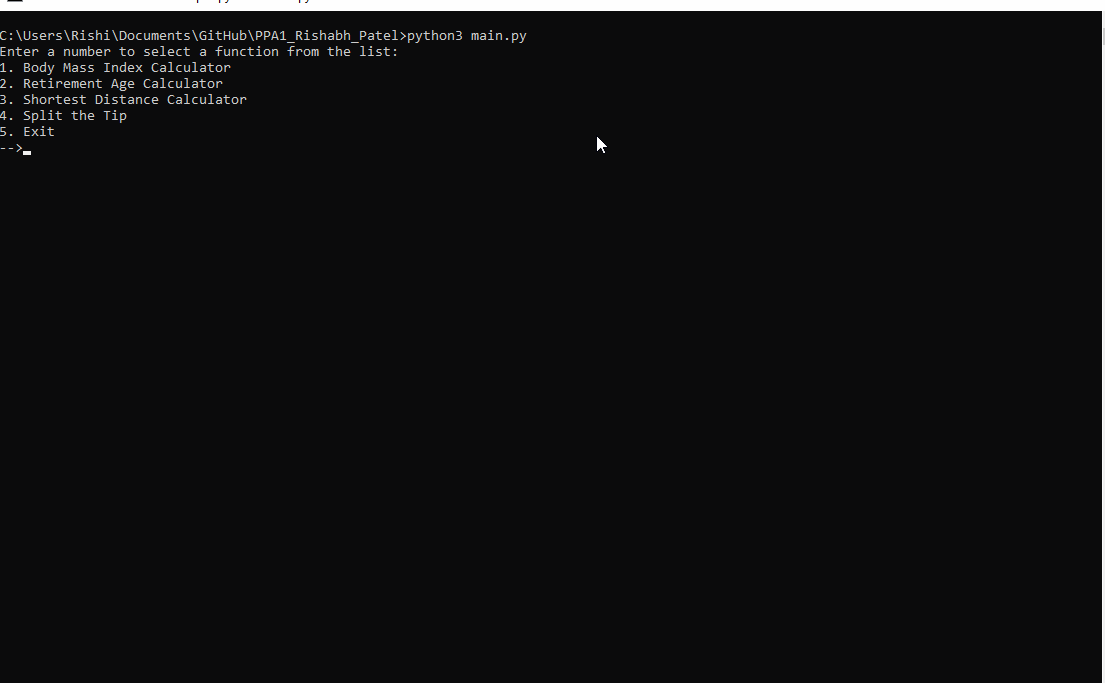 C:\Users\Rishi\Documents\GitHub\PPA1_Rishabh_Patel>python3 main.py
Enter a number to select a function from the list:
1. Body Mass Index Calculator
2. Retirement Age Calculator
3. Shortest Distance Calculator
4. Split the Tip
5. Exit
-->